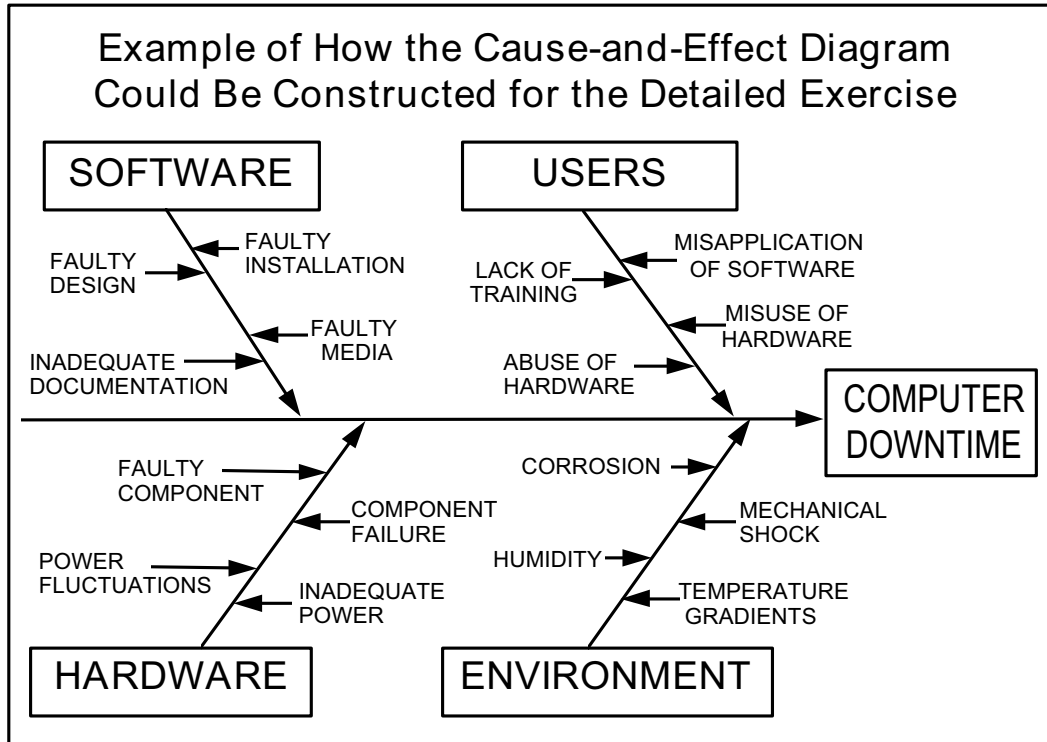 Example of How the Cause-and-Effect Diagram
Could Be Constructed for the Detailed Exercise
SOFTWARE
USERS
FAULTY
INSTALLATION
FAULTY
DESIGN
FAULTY
MEDIA
INADEQUATE
DOCUMENTATION
MISAPPLICATION
OF SOFTWARE
LACK OF
TRAINING
MISUSE OF
HARDWARE
ABUSE OF
HARDWARE
COMPUTER
DOWNTIME
FAULTY
COMPONENT
COMPONENT
FAILURE
POWER
FLUCTUATIONS
INADEQUATE
POWER
CORROSION
MECHANICAL
SHOCK
HUMIDITY
TEMPERATURE
GRADIENTS
HARDWARE
ENVIRONMENT